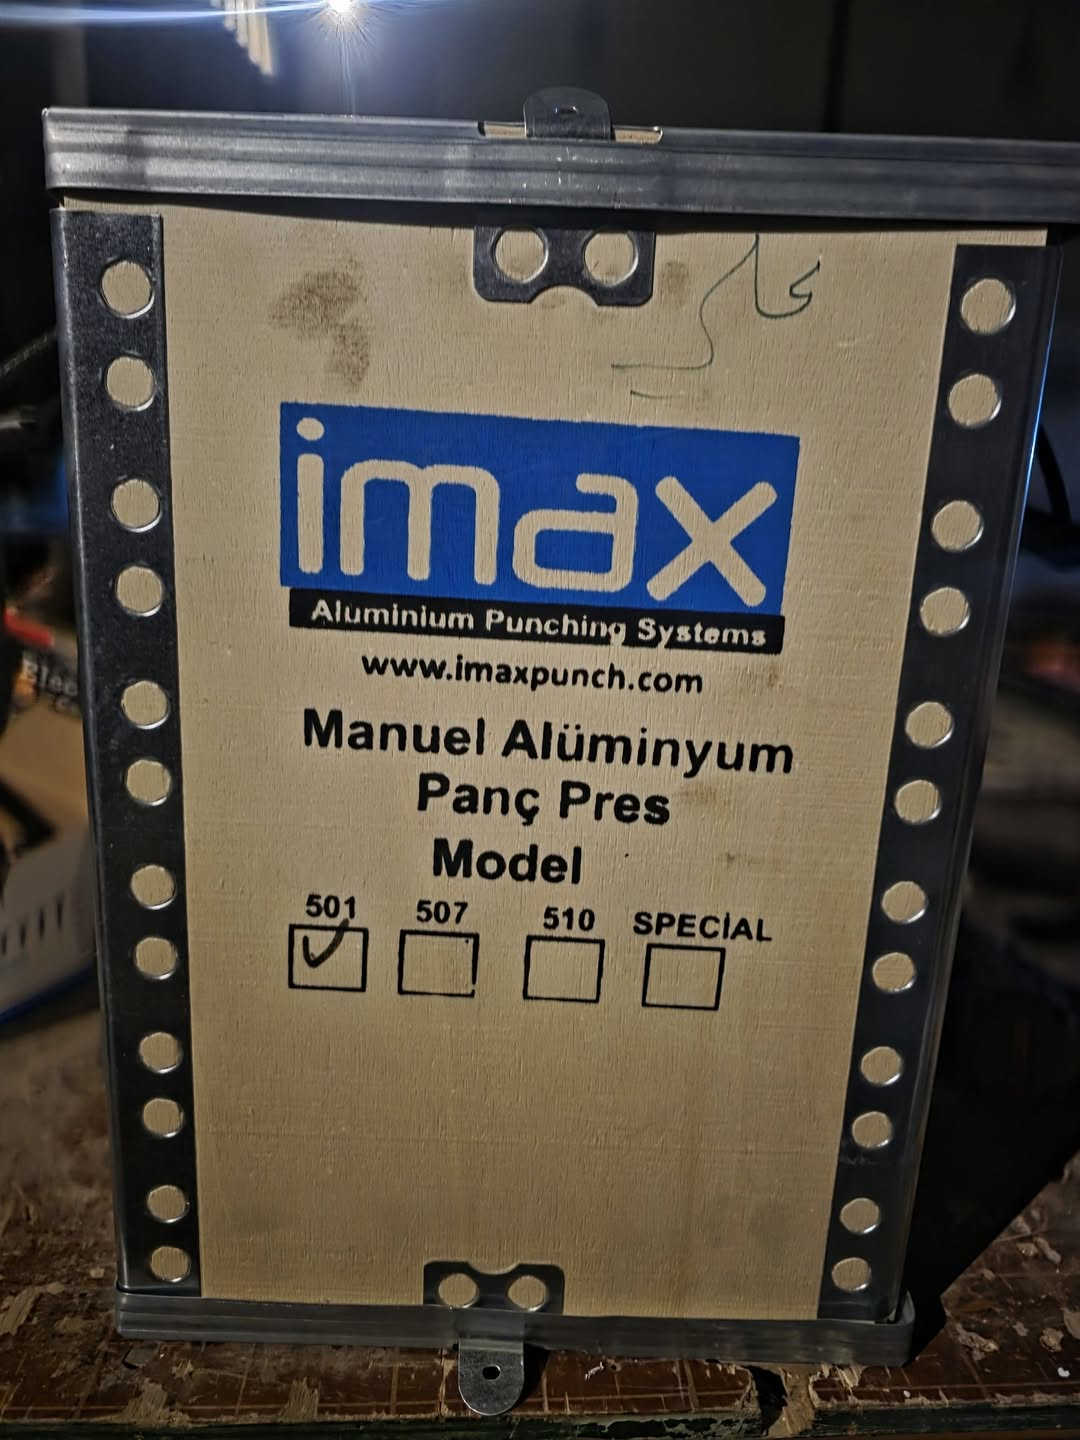 imax
Aluminium Punching Systems
www.imaxpunch.com
Manuel Alüminyum
Panç Pres
Model
501 507 510 SPECİAL